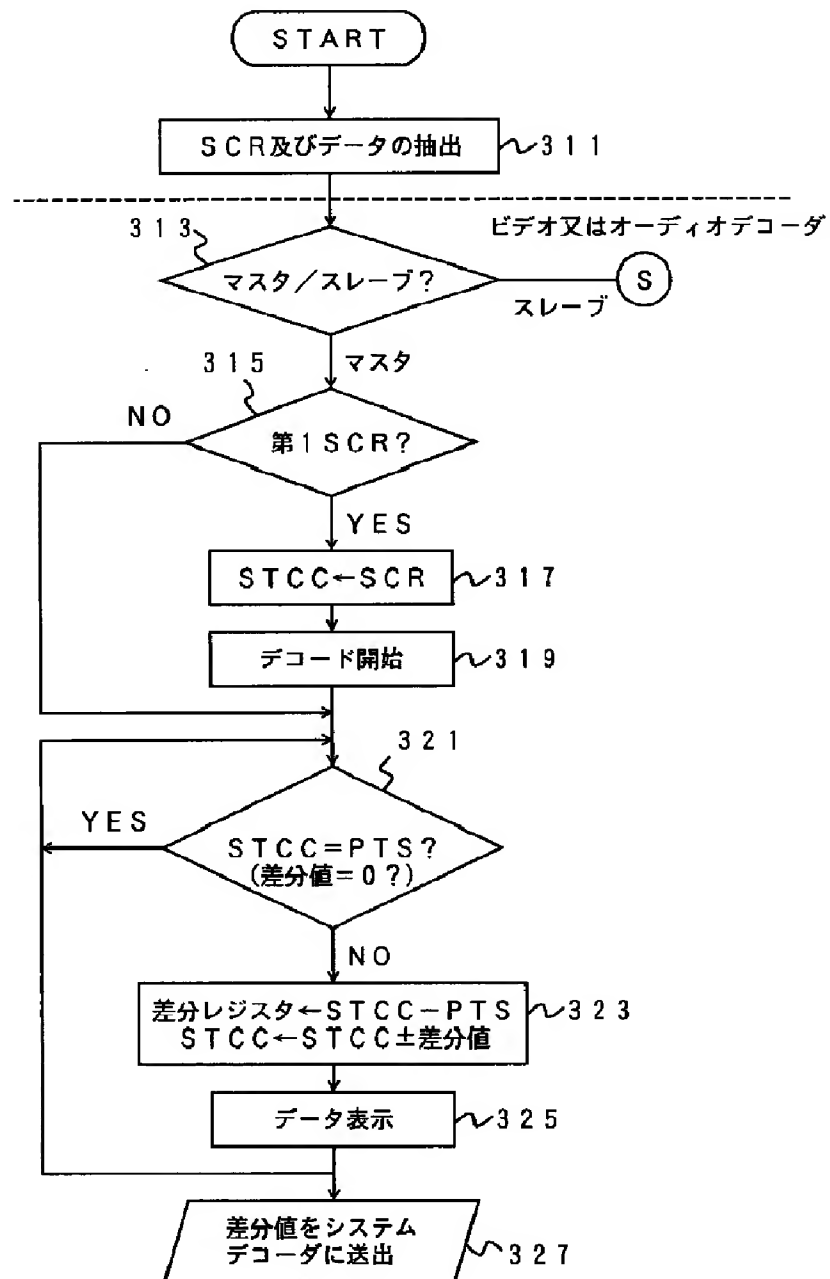 START
SCR及びデータの抽出 311
ビデオ又はオーディオデコーダ
313
マスタ/スレーブ?
S
スレーブ
マスタ
315
NO
第1SCR?
YES
STCC←SCR 317
デコード開始 319
321
YES
STCC=PTS?
(差分値=0?)
NO
差分レジスタ←STCC-PTS
STCC←STCC±差分値
323
データ表示 325
差分値をシステム
デコーダに送出
327